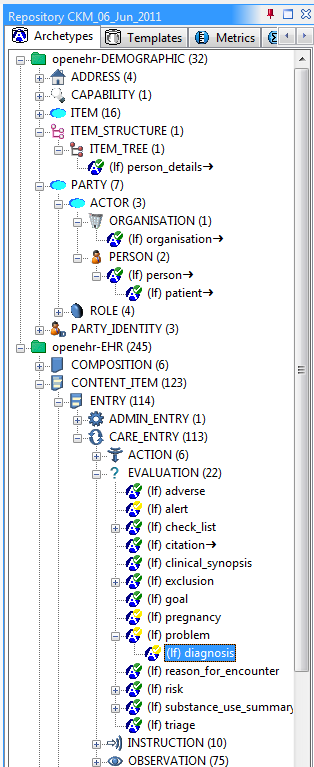 Repository CKM_06_Jun_2011
Archetypes Templates Metrics
openehr-DEMOGRAPHIC (32)
ADDRESS (4)
CAPABILITY (1)
ITEM (16)
ITEM_STRUCTURE (1)
ITEM_TREE (1)
(lf) person_details➔
PARTY (7)
ACTOR (3)
ORGANISATION (1)
(lf) organisation➔
PERSON (2)
(lf) person➔
(lf) patient➔
ROLE (4)
PARTY_IDENTITY (3)
openehr-EHR (245)
COMPOSITION (6)
CONTENT_ITEM (123)
ENTRY (114)
ADMIN_ENTRY (1)
CARE_ENTRY (113)
ACTION (6)
EVALUATION (22)
(lf) adverse
(lf) alert
(lf) check_list
(lf) citation➔
(lf) clinical_synopsis
(lf) exclusion
(lf) goal
(lf) pregnancy
(lf) problem
(lf) diagnosis
(lf) reason_for_encounter
(lf) risk
(lf) substance_use_summary
(lf) triage
INSTRUCTION (10)
OBSERVATION (75)